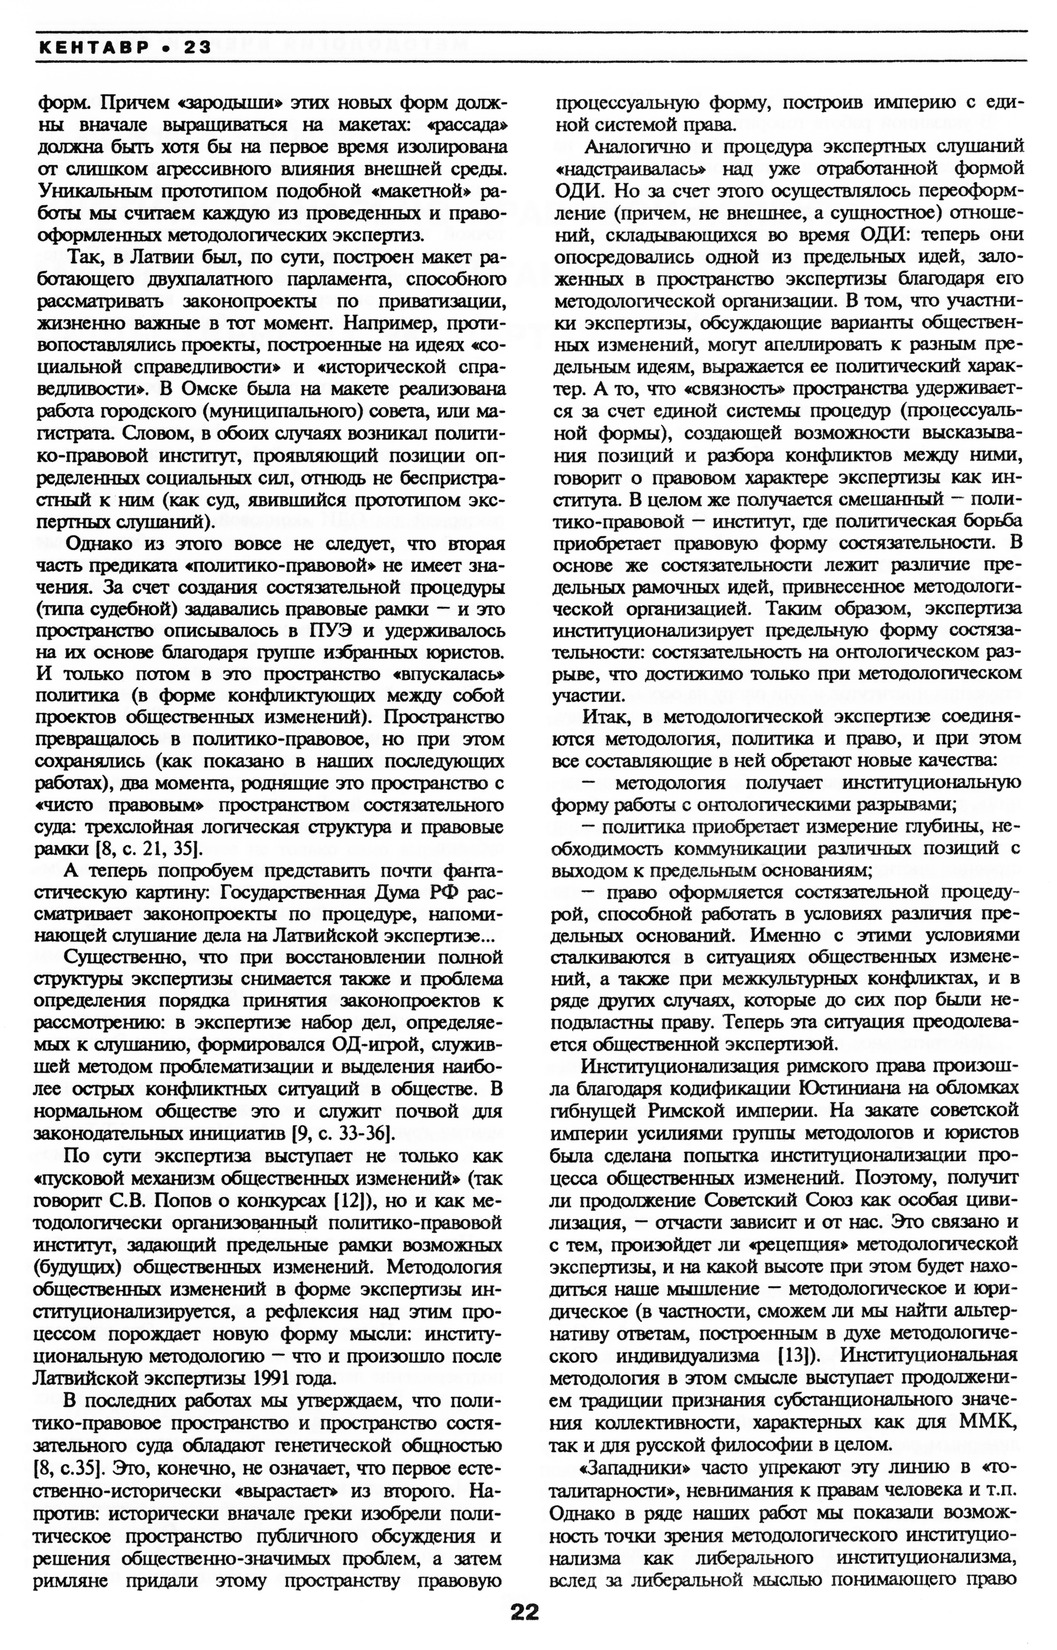 КЕНТАВР • 23
форм. Причем «зародыши» этих новых форм долж-
ны вначале выращиваться на макетах: «рассада»
должна быть хотя бы на первое время изолирована
от слишком агрессивного влияния внешней среды.
Уникальным прототипом подобной «макетной» ра-
боты мы считаем каждую из проведенных и право-
оформленных методологических экспертиз.
Так, в Латвии был, по сути, построен макет ра-
ботающего двухпалатного парламента, способного
рассматривать законопроекты по приватизации,
жизненно важные в тот момент. Например, проти-
вопоставлялись проекты, построенные на идеях «со-
циальной справедливости» и «исторической спра-
ведливости». В Омске была на макете реализована
работа городского (муниципального) совета, или ма-
гистрата. Словом, в обоих случаях возникал полити-
ко-правовой институт, проявляющий позиции оп-
ределенных социальных сил, отнюдь не беспристра-
стный к ним (как суд, явившийся прототипом экс-
пертных слушаний).
Однако из этого вовсе не следует, что вторая
часть предиката «политико-правовой» не имеет зна-
чения. За счет создания состязательной процедуры
(типа судебной) задавались правовые рамки — и это
пространство описывалось в ПУЭ и удерживалось
на их основе благодаря группе избранных юристов.
И только потом в это пространство «впускалась»
политика (в форме конфликтующих между собой
проектов общественных изменений). Пространство
превращалось в политико-правовое, но при этом
сохранялись (как показано в наших последующих
работах), два момента, роднящие это пространство с
«чисто правовым» пространством состязательного
суда: трехслойная логическая структура и правовые
рамки [8, с. 21, 35].
А теперь попробуем представить почти фанта-
стическую картину: Государственная Дума РФ рас-
сматривает законопроекты по процедуре, напоми-
нающей слушание дела на Латвийской экспертизе...
Существенно, что при восстановлении полной
структуры экспертизы снимается также и проблема
определения порядка принятия законопроектов к
рассмотрению: в экспертизе набор дел, определяе-
мых к слушанию, формировался ОД-игрой, служив-
шей методом проблематизации и выделения наибо-
лее острых конфликтных ситуаций в обществе. В
нормальном обществе это и служит почвой для
законодательных инициатив [9, с. 33-36].
По сути экспертиза выступает не только как
«пусковой механизм общественных изменений» (так
говорит С.В. Попов о конкурсах [12]), но и как ме-
тодологически организованный политико-правовой
институт, задающий предельные рамки возможных
(будущих) общественных изменений. Методология
общественных изменений в форме экспертизы ин-
ституционализируется, а рефлексия над этим про-
цессом порождает новую форму мысли: институ-
циональную методологию — что и произошло после
Латвийской экспертизы 1991 года.
В последних работах мы утверждаем, что поли-
тико-правовое пространство и пространство состя-
зательного суда обладают генетической общностью
[8, с.35]. Это, конечно, не означает, что первое есте-
ственно-исторически «вырастает» из второго. На-
против: исторически вначале греки изобрели поли-
тическое пространство публичного обсуждения и
решения общественно-значимых проблем, а затем
римляне придали этому пространству правовую
процессуальную форму, построив империю с еди-
ной системой права.
Аналогично и процедура экспертных слушаний
«надстраивалась» над уже отработанной формой
ОДИ. Но за счет этого осуществлялось переоформ-
ление (причем, не внешнее, а сущностное) отноше-
ний, складывающихся во время ОДИ: теперь они
опосредовались одной из предельных идей, зало-
женных в пространство экспертизы благодаря его
методологической организации. В том, что участни-
ки экспертизы, обсуждающие варианты обществен-
ных изменений, могут апеллировать к разным пре-
дельным идеям, выражается ее политический харак-
тер. А то, что «связность» пространства удерживает-
ся за счет единой системы процедур (процессуаль-
ной формы), создающей возможности высказыва-
ния позиций и разбора конфликтов между ними,
говорит о правовом характере экспертизы как ин-
ститута. В целом же получается смешанный — поли-
тико-правовой — институт, где политическая борьба
приобретает правовую форму состязательности. В
основе же состязательности лежит различие пре-
дельных рамочных идей, привнесенное методологи-
ческой организацией. Таким образом, экспертиза
институционализирует предельную форму состяза-
тельности: состязательность на онтологическом раз-
рыве, что достижимо только при методологическом
участии.
Итак, в методологической экспертизе соединя-
ются методология, политика и право, и при этом
все составляющие в ней обретают новые качества:
— методология получает институциональную
форму работы с онтологическими разрывами;
— политика приобретает измерение глубины, не-
обходимость коммуникации различных позиций с
выходом к предельным основаниям;
— право оформляется состязательной процеду-
рой, способной работать в условиях различия пре-
дельных оснований. Именно с этими условиями
сталкиваются в ситуациях общественных измене-
ний, а также при межкультурных конфликтах, и в
ряде других случаях, которые до сих пор были не-
подвластны праву. Теперь эта ситуация преодолева-
ется общественной экспертизой.
Институционализация римского права произош-
ла благодаря кодификации Юстиниана на обломках
гибнущей Римской империи. На закате советской
империи усилиями группы методологов и юристов
была сделана попытка институционализации про-
цесса общественных изменений. Поэтому, получит
ли продолжение Советский Союз как особая циви-
лизация, — отчасти зависит и от нас. Это связано и
с тем, произойдет ли «рецепция» методологической
экспертизы, и на какой высоте при этом будет нахо-
диться наше мышление — методологическое и юри-
дическое (в частности, сможем ли мы найти альтер-
нативу ответам, построенным в духе методологиче-
ского индивидуализма [13]). Институциональная
методология в этом смысле выступает продолжени-
ем традиции признания субстанционального значе-
ния коллективности, характерных как для ММК,
так и для русской философии в целом.
«Западники» часто упрекают эту линию в «то-
талитарности», невнимания к правам человека и т.п.
Однако в ряде наших работ мы показали возмож-
ность точки зрения методологического институцио-
нализма как либерального институционализма,
вслед за либеральной мыслью понимающего право
22